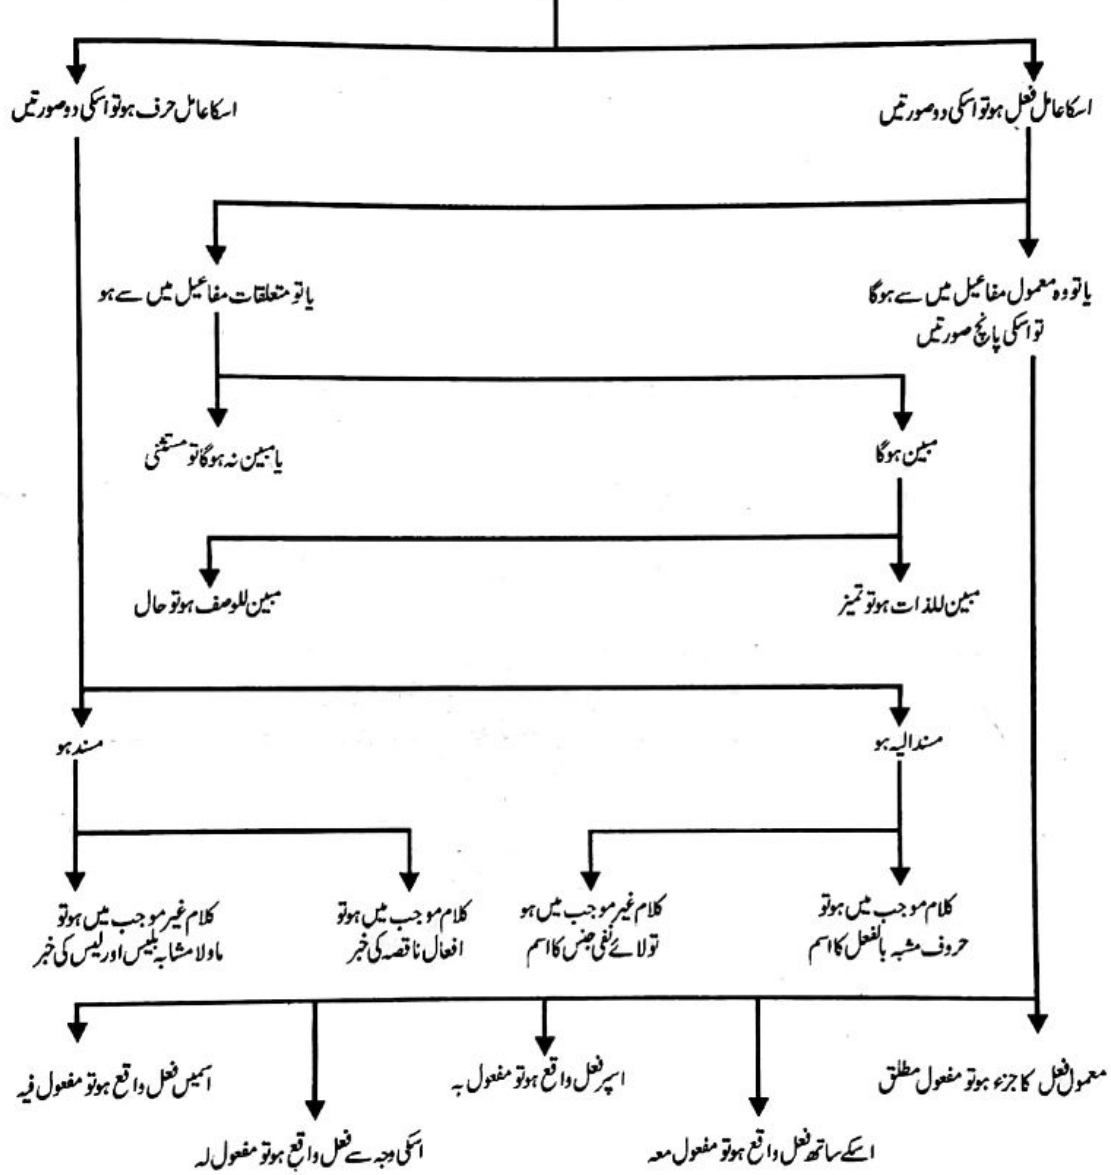 اسکا عامل فعل ہو تو اسکی دو صورتیں
اسکا عامل حرف ہو تو اسکی دو صورتیں
یا تو وہ معمول مفاعیل میں سے ہوگا
تو اسکی پانچ صورتیں
یا تو متعلقات مفاعیل میں سے ہو
مبین ہوگا
یا مبین نہ ہوگا تو مستثنی
مبین للذات ہو تو تمیز
مبین للوصف ہو تو حال
مسند الیہ ہو
مسند ہو
کلام موجب میں ہو تو
حروف مشبہ بالفعل کا اسم
کلام غیر موجب میں ہو
تو لائے نفی جنس کا اسم
کلام موجب میں ہو تو
افعال ناقصہ کی خبر
کلام غیر موجب میں ہو تو
ما ولا مشابہ بلیس اور لیس کی خبر
معمول فعل کا جزء ہو تو مفعول مطلق
اسکے ساتھ فعل واقع ہو تو مفعول معہ
اسپر فعل واقع ہو تو مفعول بہ
اسکی وجہ سے فعل واقع ہو تو مفعول لہ
اسمیں فعل واقع ہو تو مفعول فیہ